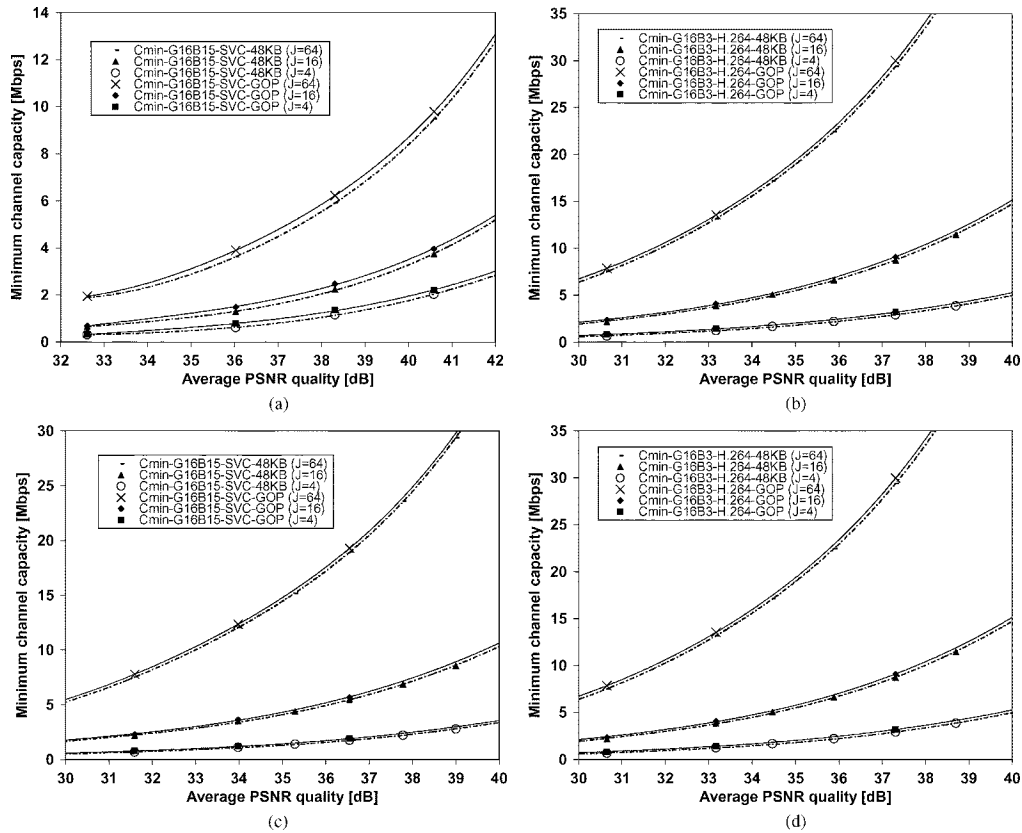 14
12
10
8
6
4
2
0
Minimum channel capacity [Mbps]
Cmin-G16B15-SVC-48KB (J=64)
Cmin-G16B15-SVC-48KB (J=16)
Cmin-G16B15-SVC-48KB (J=4)
Cmin-G16B15-SVC-GOP (J=64)
Cmin-G16B15-SVC-GOP (J=16)
Cmin-G16B15-SVC-GOP (J=4)
32 33 34 35 36 37 38 39 40 41 42
Average PSNR quality [dB]
(a)
35
30
25
20
15
10
5
0
Minimum channel capacity [Mbps]
Cmin-G16B3-H.264-48KB (J=64)
Cmin-G16B3-H.264-48KB (J=16)
Cmin-G16B3-H.264-48KB (J=4)
Cmin-G16B3-H.264-GOP (J=64)
Cmin-G16B3-H.264-GOP (J=16)
Cmin-G16B3-H.264-GOP (J=4)
30 31 32 33 34 35 36 37 38 39 40
Average PSNR quality [dB]
(b)
30
25
20
15
10
5
0
Minimum channel capacity [Mbps]
Cmin-G16B15-SVC-48KB (J=64)
Cmin-G16B15-SVC-48KB (J=16)
Cmin-G16B15-SVC-48KB (J=4)
Cmin-G16B15-SVC-GOP (J=64)
Cmin-G16B15-SVC-GOP (J=16)
Cmin-G16B15-SVC-GOP (J=4)
30 31 32 33 34 35 36 37 38 39 40
Average PSNR quality [dB]
(c)
35
30
25
20
15
10
5
0
Minimum channel capacity [Mbps]
Cmin-G16B3-H.264-48KB (J=64)
Cmin-G16B3-H.264-48KB (J=16)
Cmin-G16B3-H.264-48KB (J=4)
Cmin-G16B3-H.264-GOP (J=64)
Cmin-G16B3-H.264-GOP (J=16)
Cmin-G16B3-H.264-GOP (J=4)
30 31 32 33 34 35 36 37 38 39 40
Average PSNR quality [dB]
(d)